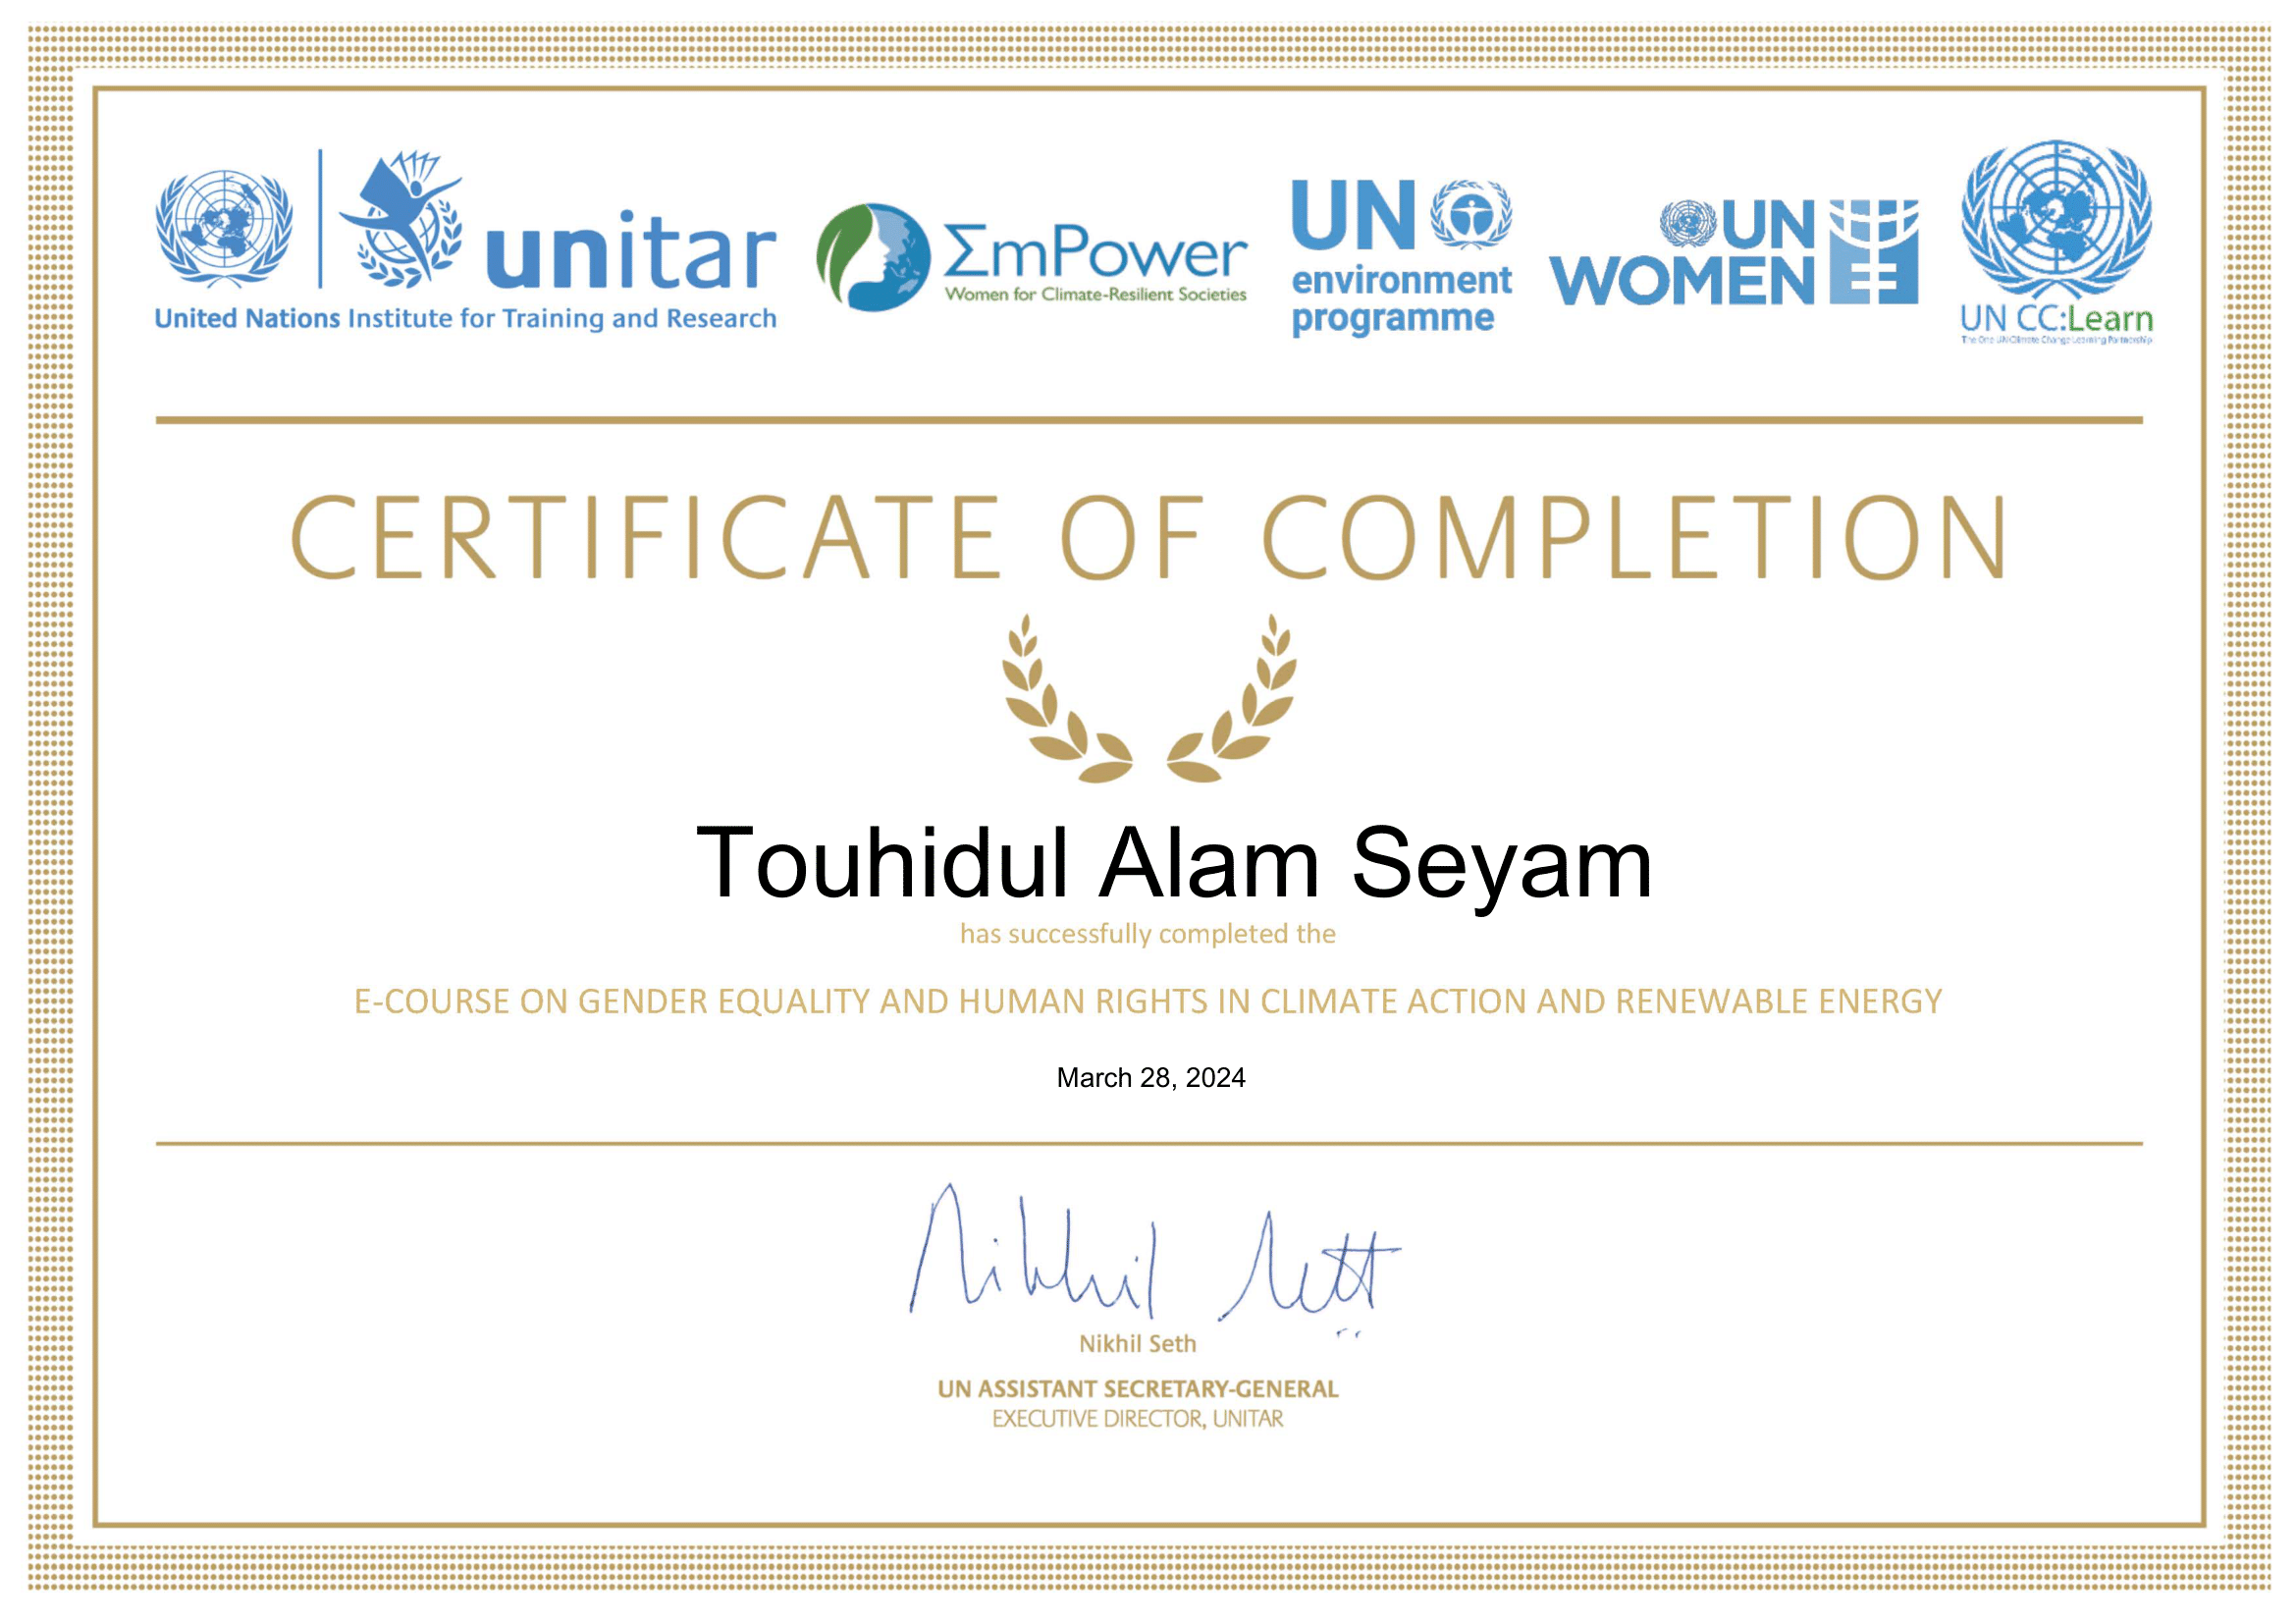 unitar
United Nations Institute for Training and Research
ΣmPower
Women for Climate-Resilient Societies
UN
environment
programme
UN
WOMEN
UN CC:Learn
The One UN Climate Change Learning Partnership
CERTIFICATE OF COMPLETION
Touhidul Alam Seyam
has successfully completed the
E-COURSE ON GENDER EQUALITY AND HUMAN RIGHTS IN CLIMATE ACTION AND RENEWABLE ENERGY
March 28, 2024
Nikhil Seth
Nikhil Seth
UN ASSISTANT SECRETARY-GENERAL
EXECUTIVE DIRECTOR, UNITAR